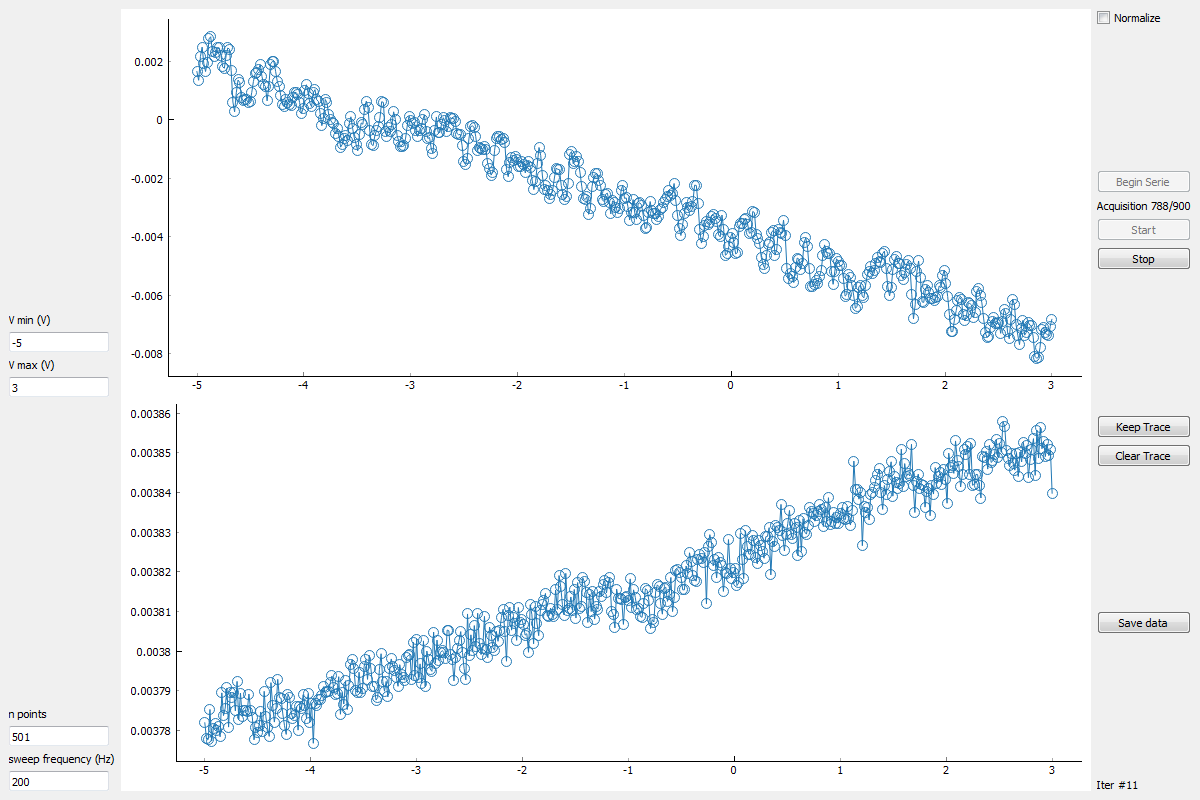 Normalize
0.002
0
-0.002
-0.004
-0.006
-0.008
-5 -4 -3 -2 -1 0 1 2 3
Begin Serie
Acquisition 788/900
Start
Stop
V min (V)
-5
V max (V)
3
0.00386
0.00385
0.00384
0.00383
0.00382
0.00381
0.0038
0.00379
0.00378
-5 -4 -3 -2 -1 0 1 2 3
Keep Trace
Clear Trace
Save data
n points
501
sweep frequency (Hz)
200
Iter #11